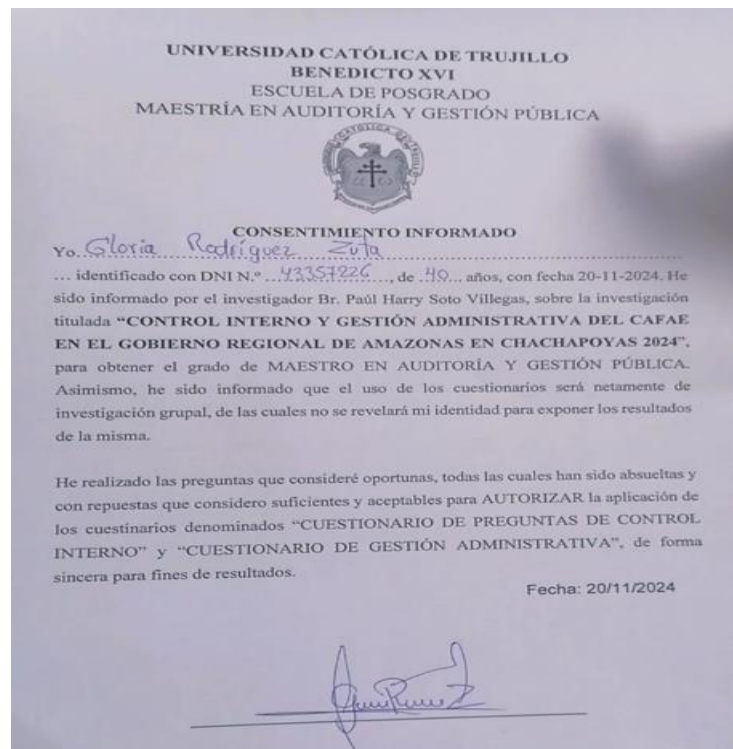 UNIVERSIDAD CATÓLICA DE TRUJILLO
BENEDICTO XVI
ESCUELA DE POSGRADO
MAESTRÍA EN AUDITORÍA Y GESTIÓN PÚBLICA
CONSENTIMIENTO INFORMADO
Yo Gloria Rodríguez Zuta
... identificado con DNI N.º 43357226, de 40 años, con fecha 20-11-2024. He
sido informado por el investigador Br. Paúl Harry Soto Villegas, sobre la investigación
titulada “CONTROL INTERNO Y GESTIÓN ADMINISTRATIVA DEL CAFAE
EN EL GOBIERNO REGIONAL DE AMAZONAS EN CHACHAPOYAS 2024”,
para obtener el grado de MAESTRO EN AUDITORÍA Y GESTIÓN PÚBLICA.
Asimismo, he sido informado que el uso de los cuestionarios será netamente de
investigación grupal, de las cuales no se revelará mi identidad para exponer los resultados
de la misma.
He realizado las preguntas que consideré oportunas, todas las cuales han sido absueltas y
con repuestas que considero suficientes y aceptables para AUTORIZAR la aplicación de
los cuestinarios denominados “CUESTIONARIO DE PREGUNTAS DE CONTROL
INTERNO” y “CUESTIONARIO DE GESTIÓN ADMINISTRATIVA”, de forma
sincera para fines de resultados.
Fecha: 20/11/2024